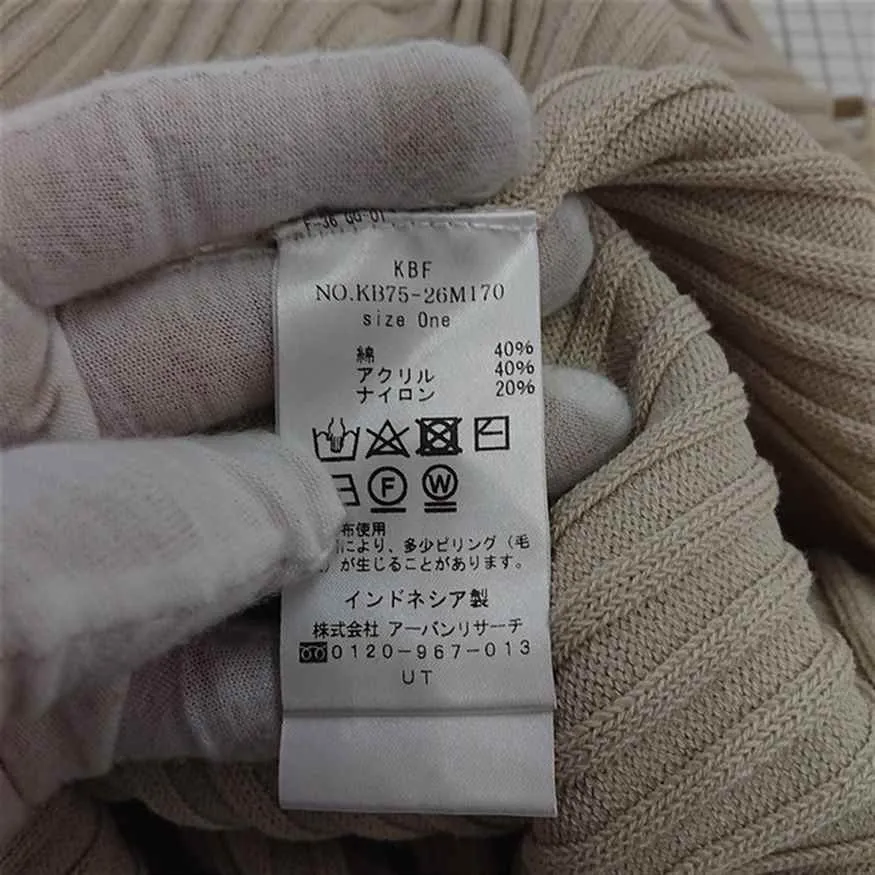 F-36 GG-01
KBF
NO.KB75-26M170
size One
綿 40%
アクリル 40%
ナイロン 20%
F W
布使用
により、多少ピリング（毛
）が生じることがあります。
インドネシア製
株式会社 アーバンリサーチ
0120-967-013
UT